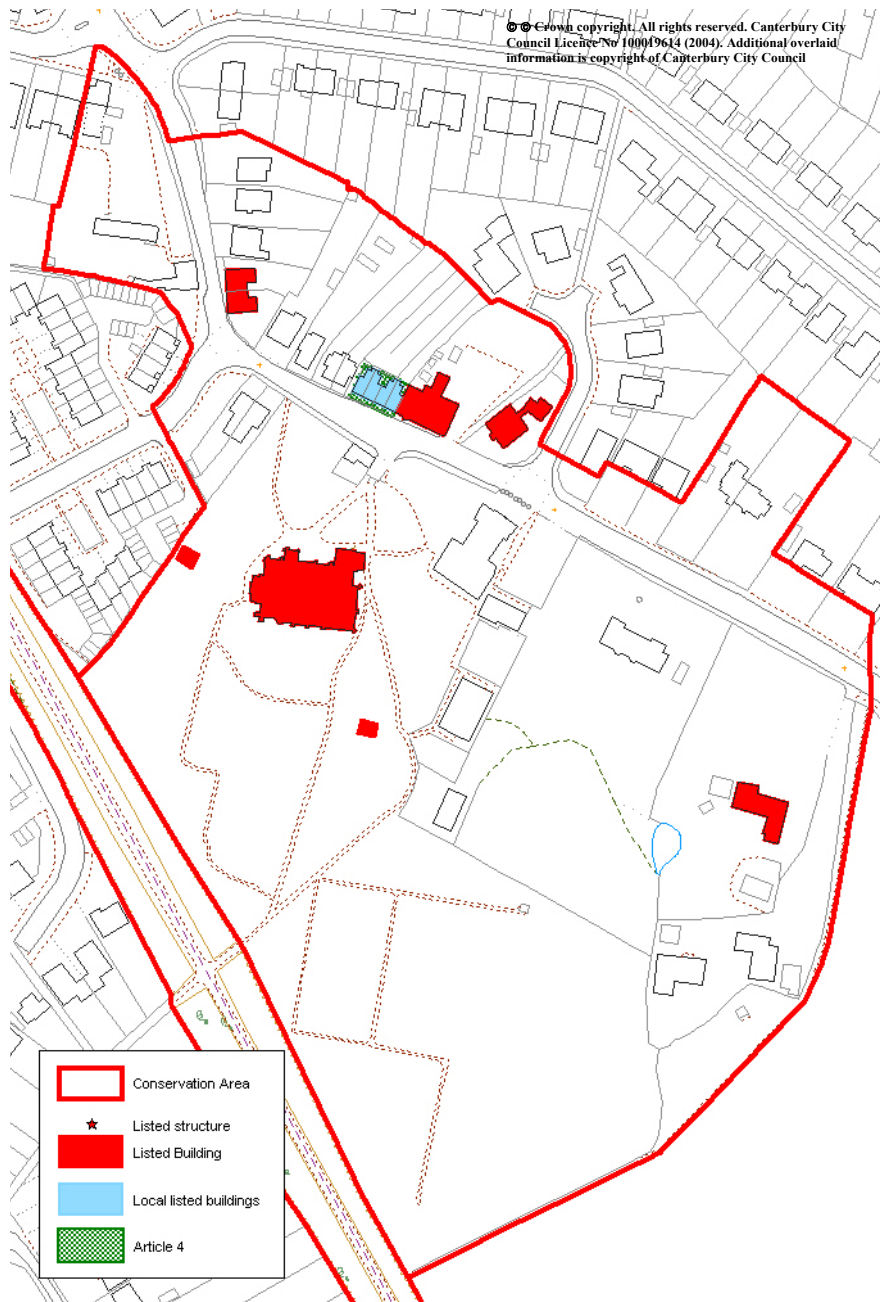 © © Crown copyright. All rights reserved. Canterbury City
Council Licence No 100019614 (2004). Additional overlaid
information is copyright of Canterbury City Council
Conservation Area
Listed structure
Listed Building
Local listed buildings
Article 4